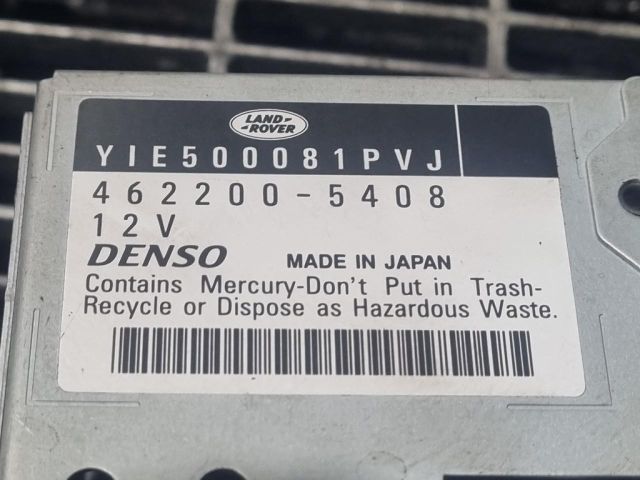 LAND-
ROVER
YIE500081PVJ
462200-5408
12V
DENSO MADE IN JAPAN
Contains Mercury-Don't Put in Trash-
Recycle or Dispose as Hazardous Waste.